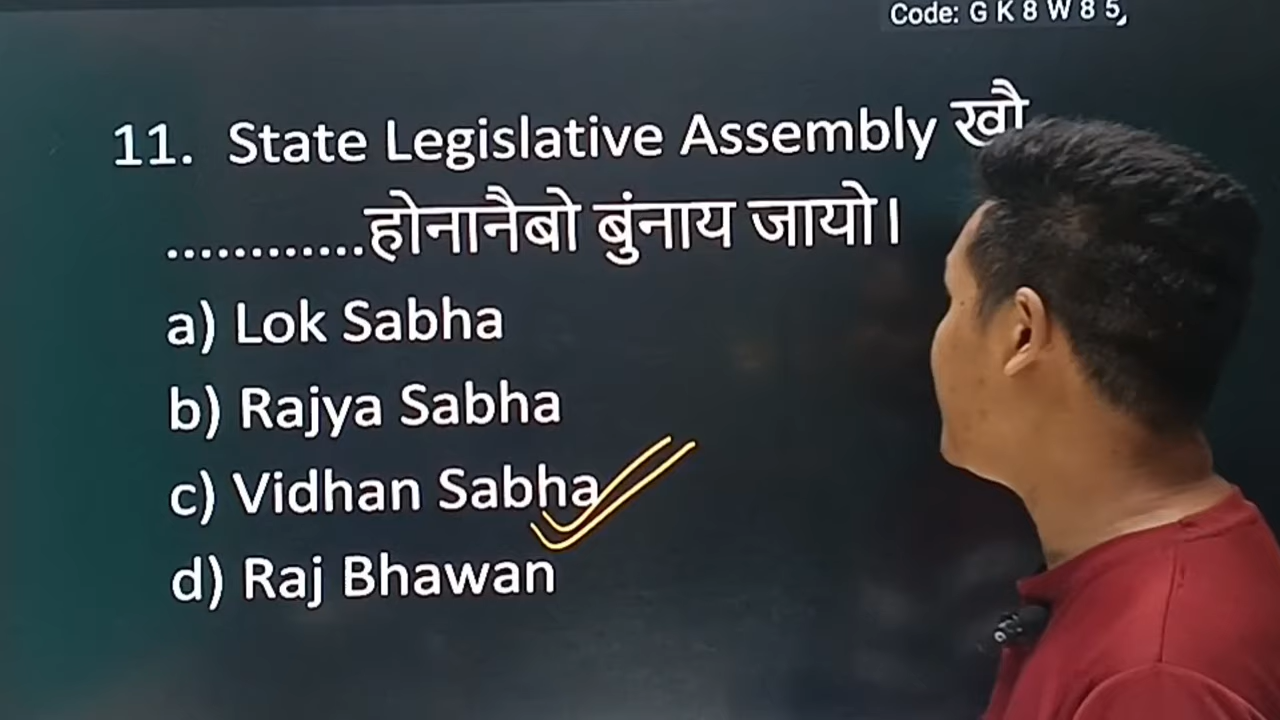 Code: G K 8 W 8 5
11. State Legislative Assembly खौ
............होनानैबो बुंनाय जायो।
a) Lok Sabha
b) Rajya Sabha
c) Vidhan Sabha
d) Raj Bhawan